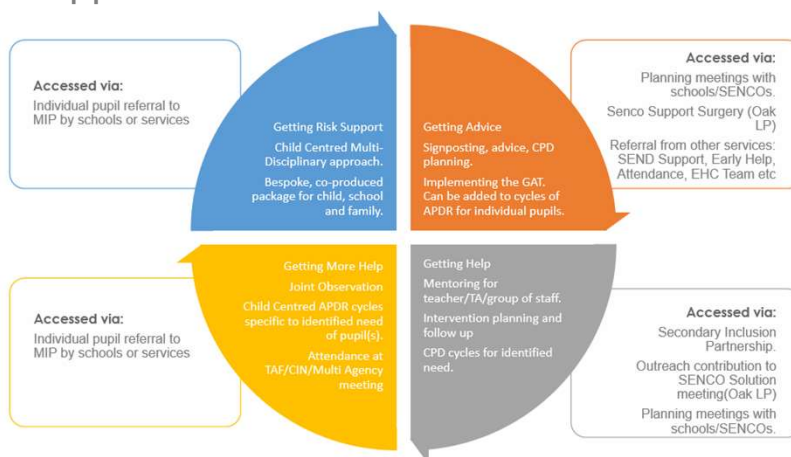 Accessed via:
Individual pupil referral to
MIP by schools or services
Getting Risk Support
Child Centred Multi-
Disciplinary approach.
Bespoke, co-produced
package for child, school
and family.
Getting Advice
Signposting, advice, CPD
planning.
Implementing the GAT.
Can be added to cycles of
APDR for individual pupils.
Accessed via:
Planning meetings with
schools/SENCOs.
Senco Support Surgery (Oak
LP)
Referral from other services:
SEND Support, Early Help,
Attendance, EHC Team etc
Accessed via:
Individual pupil referral to
MIP by schools or services
Getting More Help
Joint Observation
Child Centred APDR cycles
specific to identified need
of pupil(s).
Attendance at
TAF/CIN/Multi Agency
meeting
Getting Help
Mentoring for
teacher/TA/group of staff.
Intervention planning and
follow up
CPD cycles for identified
need.
Accessed via:
Secondary Inclusion
Partnership.
Outreach contribution to
SENCO Solution
meeting(Oak LP)
Planning meetings with
schools/SENCOs.